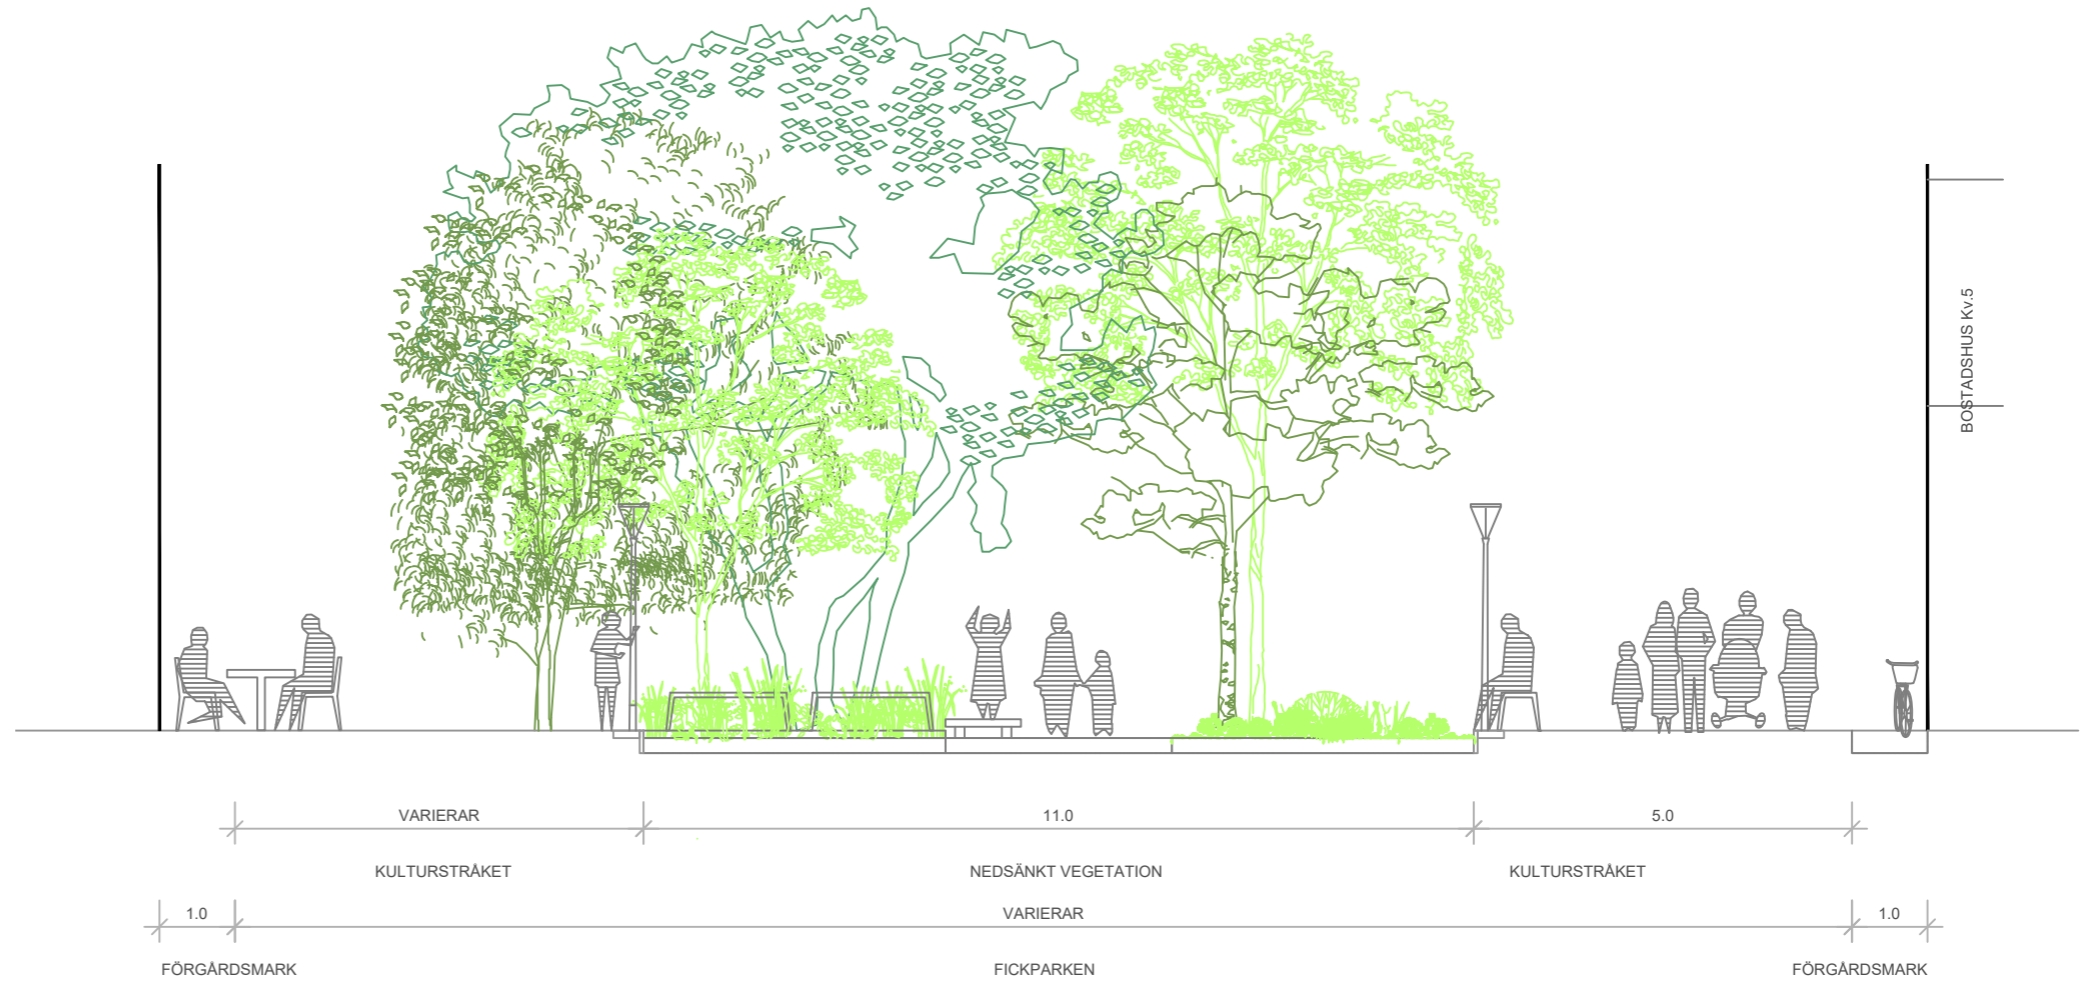 BOSTADSHUS Kv.5
VARIERAR 11.0 5.0
KULTURSTRÅKET NEDSÄNKT VEGETATION KULTURSTRÅKET
1.0 VARIERAR 1.0
FÖRGÅRDSMARK FICKPARKEN FÖRGÅRDSMARK